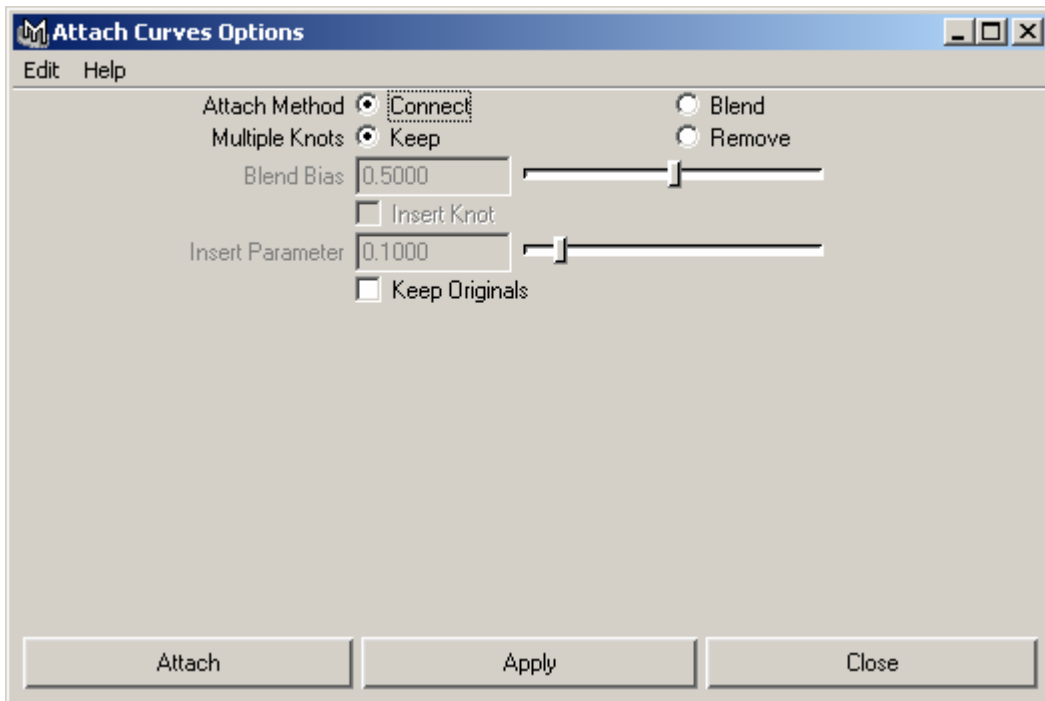 Attach Curves Options
Edit Help
Attach Method Connect Blend
Multiple Knots Keep Remove
Blend Bias 0.5000
Insert Knot
Insert Parameter 0.1000
Keep Originals
Attach Apply Close